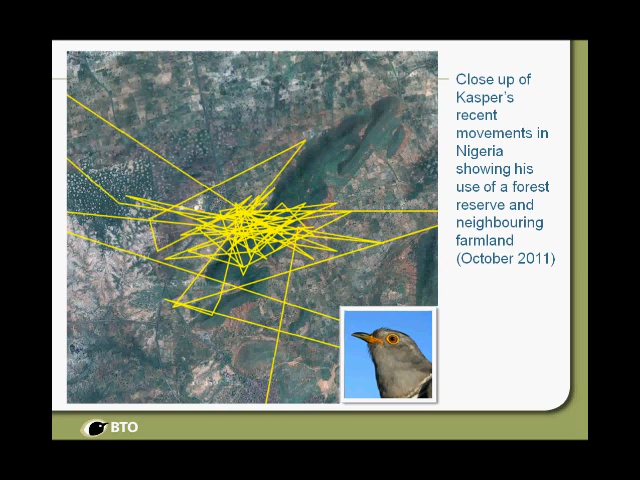 Close up of
Kasper's
recent
movements in
Nigeria
showing his
use of a forest
reserve and
neighbouring
farmland
(October 2011)
BTO